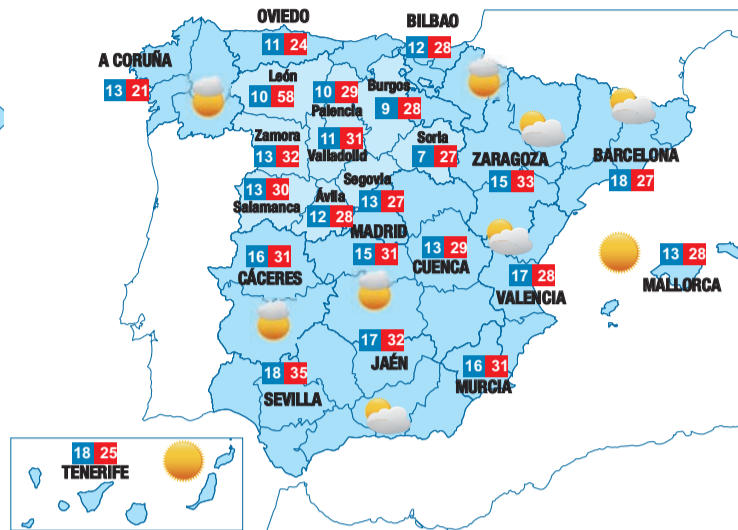 OVIEDO
11 24
BILBAO
12 28
A CORUÑA
13 21
León
10 58
10 29
Palencia
Burgos
9 28
Zamora
13 32
11 31
Valladolid
Soria
7 27
ZARAGOZA
15 33
BARCELONA
18 27
13 30
Salamanca
Ávila
12 28
Segovia
13 27
MADRID
15 31
13 29
CUENCA
16 31
CÁCERES
17 28
VALENCIA
13 28
MALLORCA
17 32
JAÉN
16 31
MURCIA
18 35
SEVILLA
18 25
TENERIFE